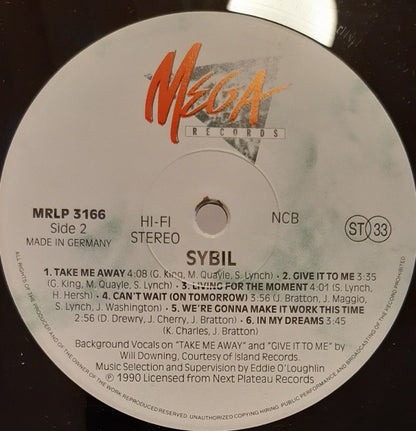 MEGA
RECORDS
MRLP 3166
Side 2
MADE IN GERMANY
HI-FI
STEREO
NCB
ST 33
SYBIL
1. TAKE ME AWAY 4:08 (G. King, M. Quayle, S. Lynch) • 2. GIVE IT TO ME 3:35
(G. King, M. Quayle, S. Lynch) • 3. LIVING FOR THE MOMENT 4:01 (S. Lynch,
H. Hersh) • 4. CAN'T WAIT (ON TOMORROW) 3:56 (J. Bratton, J. Maggio,
S. Lynch, J. Washington) • 5. WE'RE GONNA MAKE IT WORK THIS TIME
2:56 (D. Drewry, J. Cherry, J. Bratton) • 6. IN MY DREAMS 3:45
(K. Charles, J. Bratton)
Background Vocals on "TAKE ME AWAY" and "GIVE IT TO ME" by
Will Downing, Courtesy of Island Records.
Music Selection and Supervision by Eddie O'Loughlin
℗ 1990 Licensed from Next Plateau Records
ALL RIGHTS OF THE PRODUCER AND OF THE OWNER OF THE WORK REPRODUCED RESERVED. UNAUTHORIZED COPYING HIRING. PUBLIC PERFORMANCE AND BROADCASTING OF THE RECORD PROHIBITED.